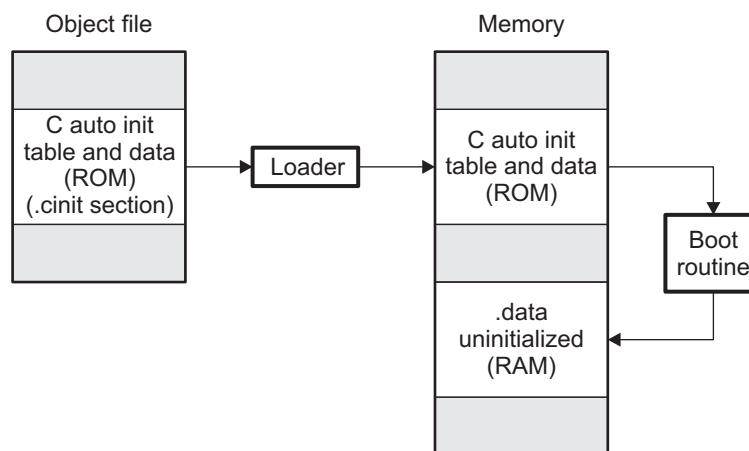 Object file
Memory
C auto init
table and data
(ROM)
(.cinit section)
Loader
C auto init
table and data
(ROM)
Boot
routine
.data
uninitialized
(RAM)